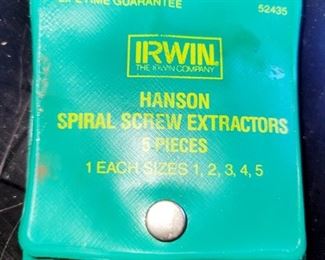 LIFETIME GUARANTEE 52435
IRWIN
THE IRWIN COMPANY
HANSON
SPIRAL SCREW EXTRACTORS
5 PIECES
1 EACH SIZES 1, 2, 3, 4, 5